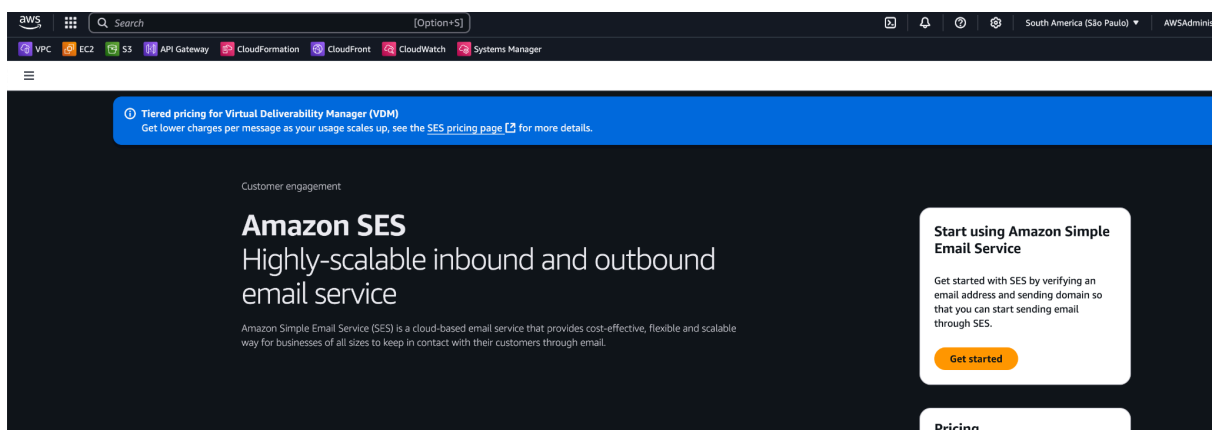 aws
Search
[Option+S]
South America (São Paulo)
AWSAdminis
VPC
EC2
S3
API Gateway
CloudFormation
CloudFront
CloudWatch
Systems Manager
Tiered pricing for Virtual Deliverability Manager (VDM)
Get lower charges per message as your usage scales up, see the SES pricing page for more details.
Customer engagement
Amazon SES
Highly-scalable inbound and outbound
email service
Amazon Simple Email Service (SES) is a cloud-based email service that provides cost-effective, flexible and scalable
way for businesses of all sizes to keep in contact with their customers through email.
Start using Amazon Simple
Email Service
Get started with SES by verifying an
email address and sending domain so
that you can start sending email
through SES.
Get started
Pricing